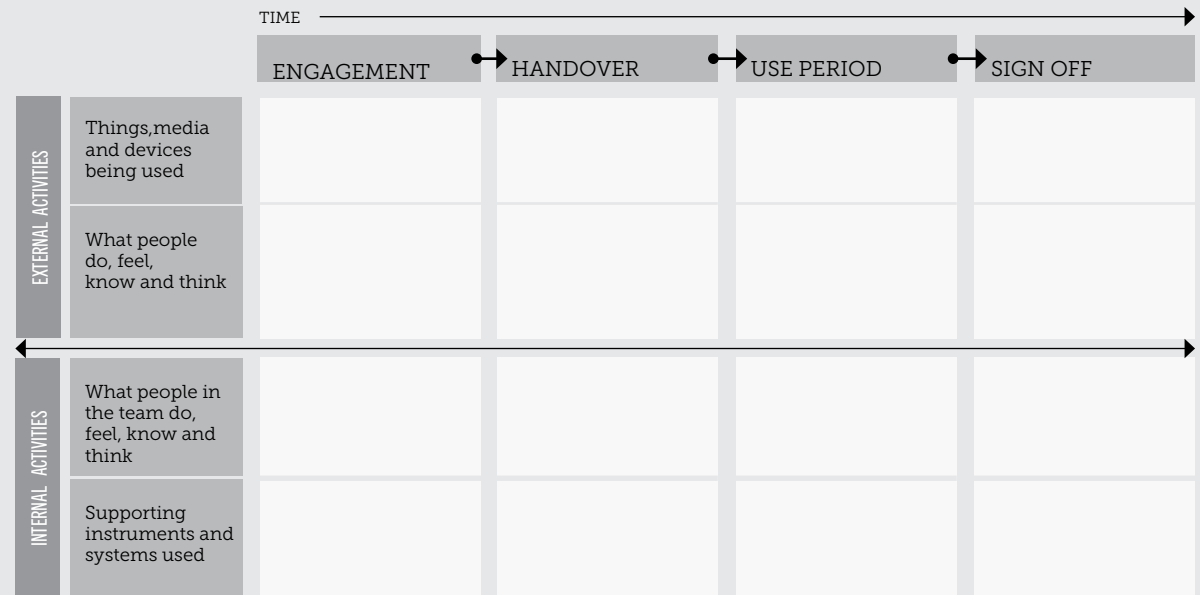 TIME
ENGAGEMENT
HANDOVER
USE PERIOD
SIGN OFF
EXTERNAL ACTIVITIES
Things,media
and devices
being used
What people
do, feel,
know and think
INTERNAL ACTIVITIES
What people in
the team do,
feel, know and
think
Supporting
instruments and
systems used